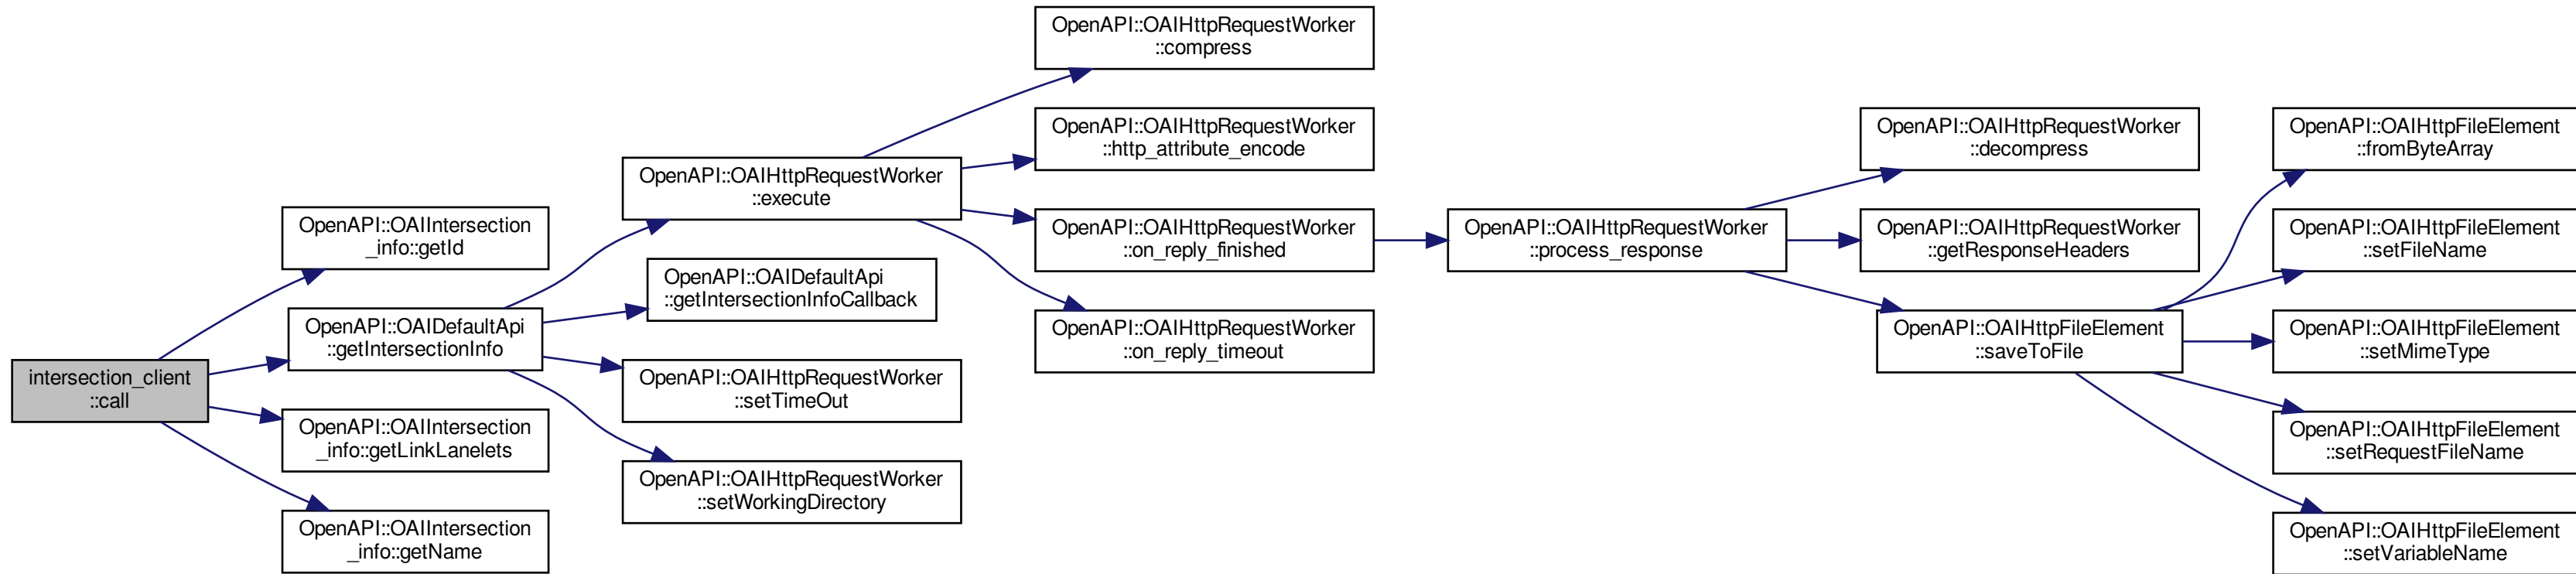 intersection_client
::call
OpenAPI::OAIIntersection
_info::getId
OpenAPI::OAIDefaultApi
::getIntersectionInfo
OpenAPI::OAIIntersection
_info::getLinkLanelets
OpenAPI::OAIIntersection
_info::getName
OpenAPI::OAIHttpRequestWorker
::execute
OpenAPI::OAIDefaultApi
::getIntersectionInfoCallback
OpenAPI::OAIHttpRequestWorker
::setTimeOut
OpenAPI::OAIHttpRequestWorker
::setWorkingDirectory
OpenAPI::OAIHttpRequestWorker
::compress
OpenAPI::OAIHttpRequestWorker
::http_attribute_encode
OpenAPI::OAIHttpRequestWorker
::on_reply_finished
OpenAPI::OAIHttpRequestWorker
::on_reply_timeout
OpenAPI::OAIHttpRequestWorker
::process_response
OpenAPI::OAIHttpRequestWorker
::decompress
OpenAPI::OAIHttpRequestWorker
::getResponseHeaders
OpenAPI::OAIHttpFileElement
::saveToFile
OpenAPI::OAIHttpFileElement
::fromByteArray
OpenAPI::OAIHttpFileElement
::setFileName
OpenAPI::OAIHttpFileElement
::setMimeType
OpenAPI::OAIHttpFileElement
::setRequestFileName
OpenAPI::OAIHttpFileElement
::setVariableName